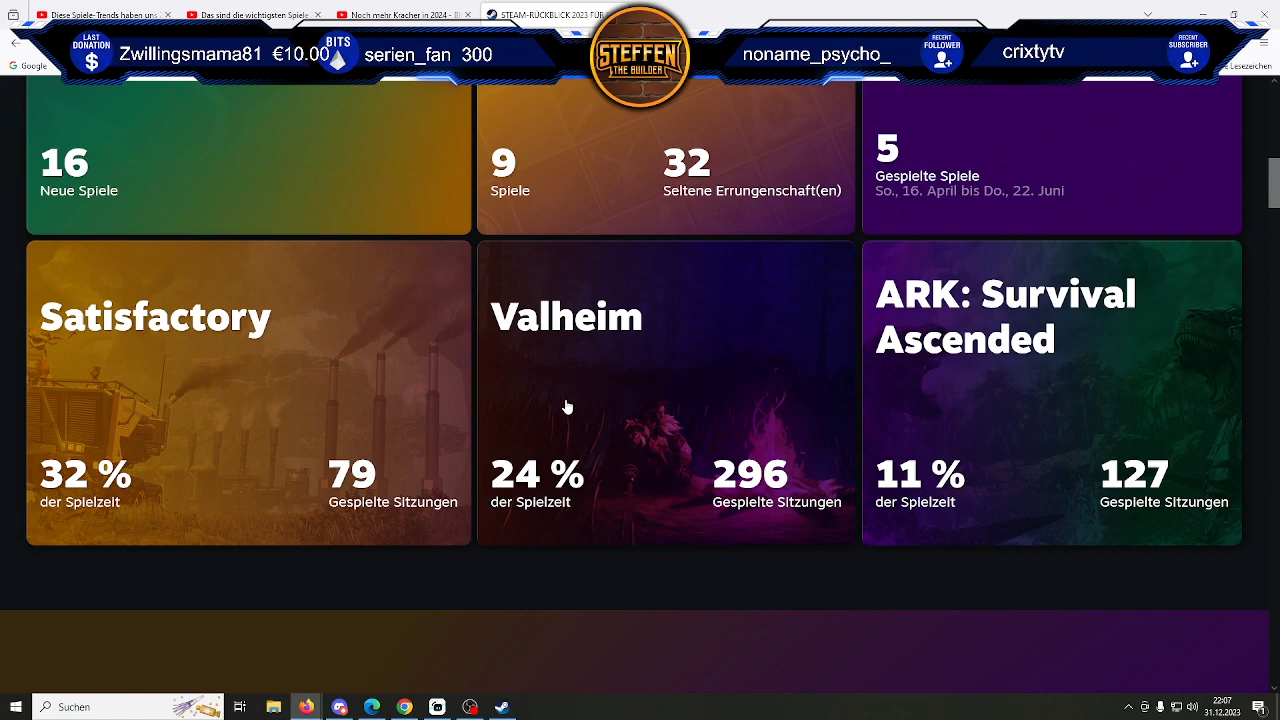 Diese Spiele-Trends haben un
Das sind die wichtigsten Spiele
Noch mehr Kracher in 2024 - B
STEAM-RÜCKBLICK 2023 FÜR
Google
Lesezeichen
LAST DONATION $
Zwillingsmama81 €10.00
BITS
serien_fan 300
STEFFEN
THE BUILDER
noname_psycho_
RECENT FOLLOWER
crixtytv
RECENT SUBSCRIBER
16
Neue Spiele
9
Spiele
32
Seltene Errungenschaft(en)
5
Gespielte Spiele
So., 16. April bis Do., 22. Juni
Satisfactory
32 %
der Spielzeit
79
Gespielte Sitzungen
Valheim
24 %
der Spielzeit
296
Gespielte Sitzungen
ARK: Survival
Ascended
11 %
der Spielzeit
127
Gespielte Sitzungen
Suchen
22:07
31.12.2023